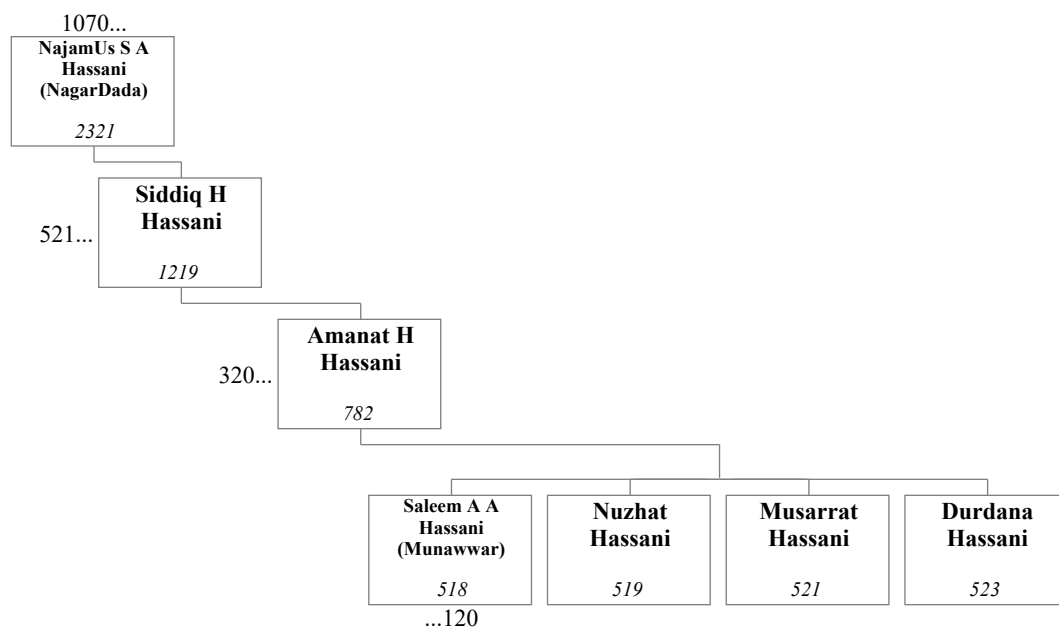 1070...
NajamUs S A
Hassani
(NagarDada)
2321
Siddiq H
Hassani
521...
1219
Amanat H
Hassani
320...
782
Saleem A A
Hassani
(Munawwar)
518
...120
Nuzhat
Hassani
519
Musarrat
Hassani
521
Durdana
Hassani
523